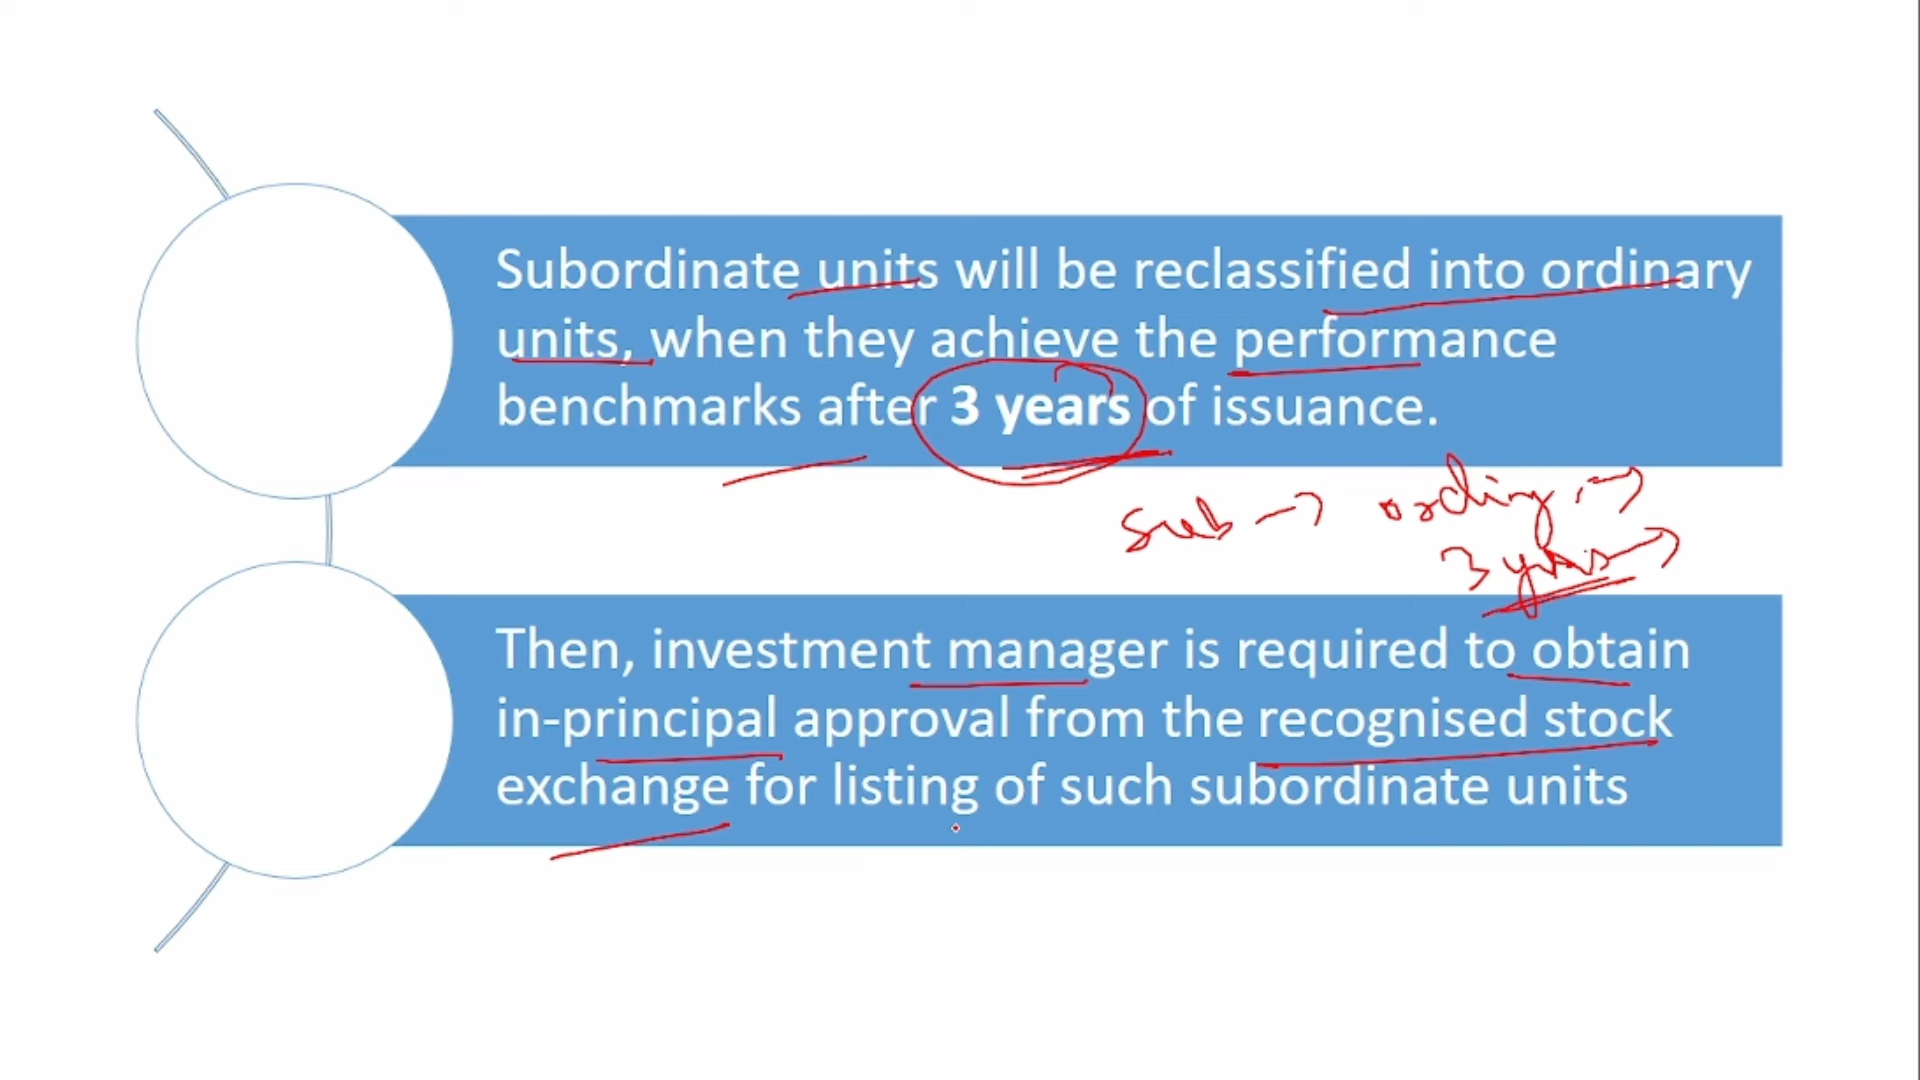 Subordinate units will be reclassified into ordinary
units, when they achieve the performance
benchmarks after 3 years of issuance.
Sub
3 years
Then, investment manager is required to obtain
in-principal approval from the recognised stock
exchange for listing of such subordinate units